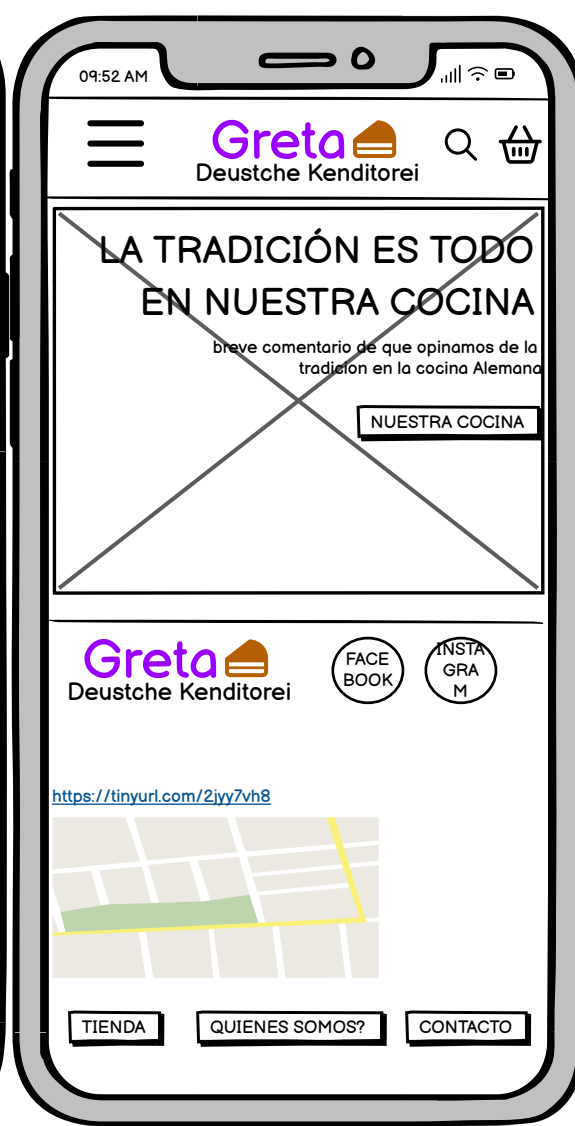 09:52 AM
Greta
Deustche Kenditorei
LA TRADICIÓN ES TODO
EN NUESTRA COCINA
breve comentario de que opinamos de la
tradicion en la cocina Alemana
NUESTRA COCINA
Greta
Deustche Kenditorei
FACE
BOOK
INSTA
GRA
M
https://tinyurl.com/2jyy7vh8
TIENDA
QUIENES SOMOS?
CONTACTO